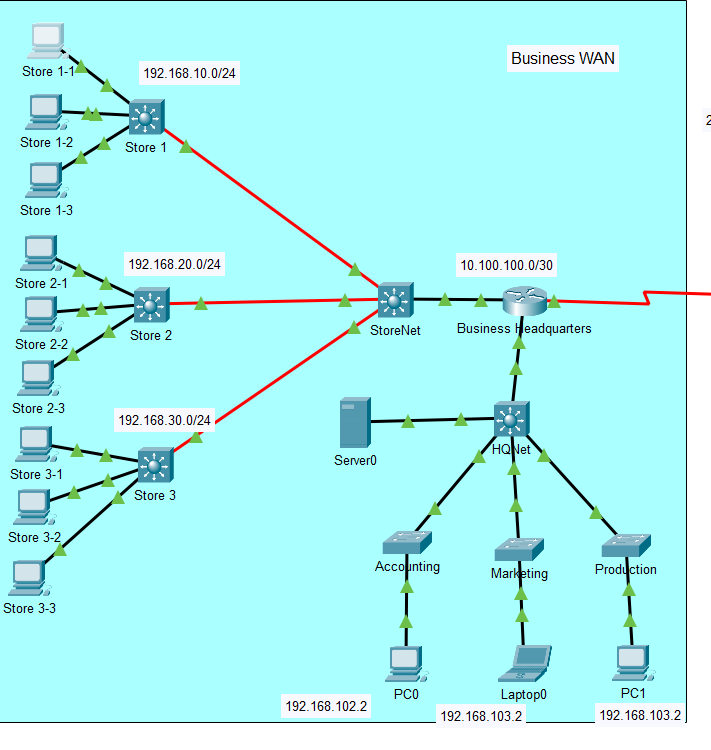 Business WAN
Store 1-1
192.168.10.0/24
Store 1-2
Store 1
Store 1-3
192.168.20.0/24
10.100.100.0/30
Store 2-1
Store 2
StoreNet
Business Headquarters
Store 2-2
Store 2-3
192.168.30.0/24
HQNet
Server0
Store 3-1
Store 3
Store 3-2
Accounting
Marketing
Production
Store 3-3
PC0
Laptop0
PC1
192.168.102.2
192.168.103.2
192.168.103.2
2